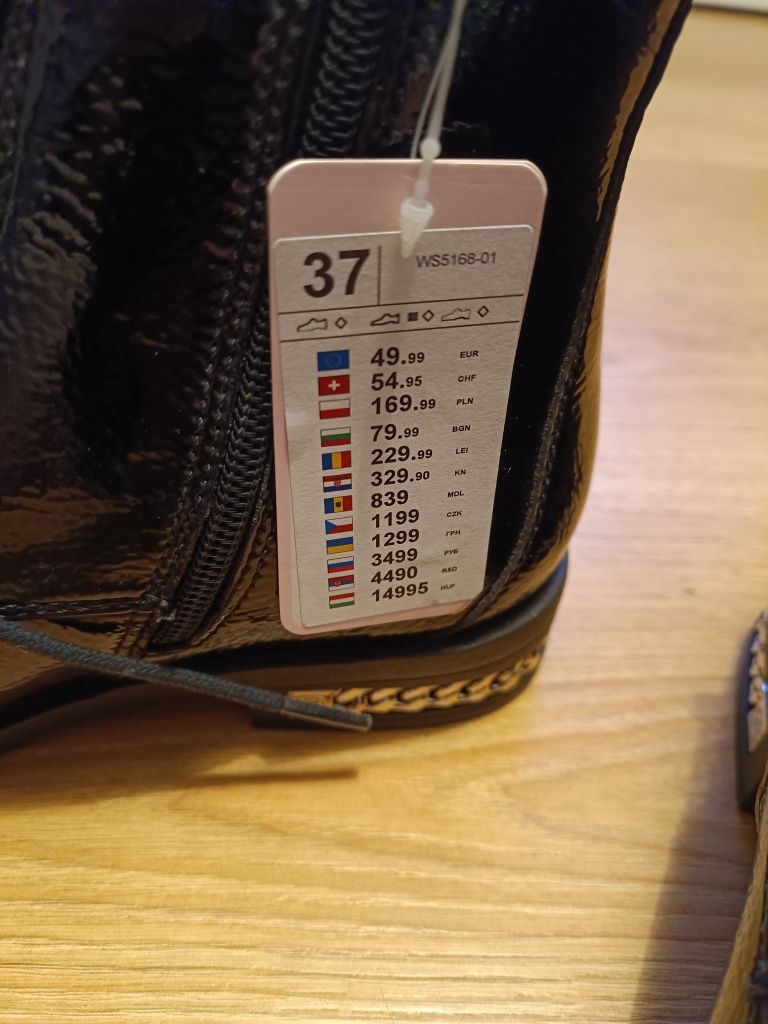 37 WS5168-01
49.99 EUR
54.95 CHF
169.99 PLN
79.99 BGN
229.99 LEI
329.90 KN
839 MDL
1199 CZK
1299 ГРН
3499 РУБ
4490 RSD
14995 HUF